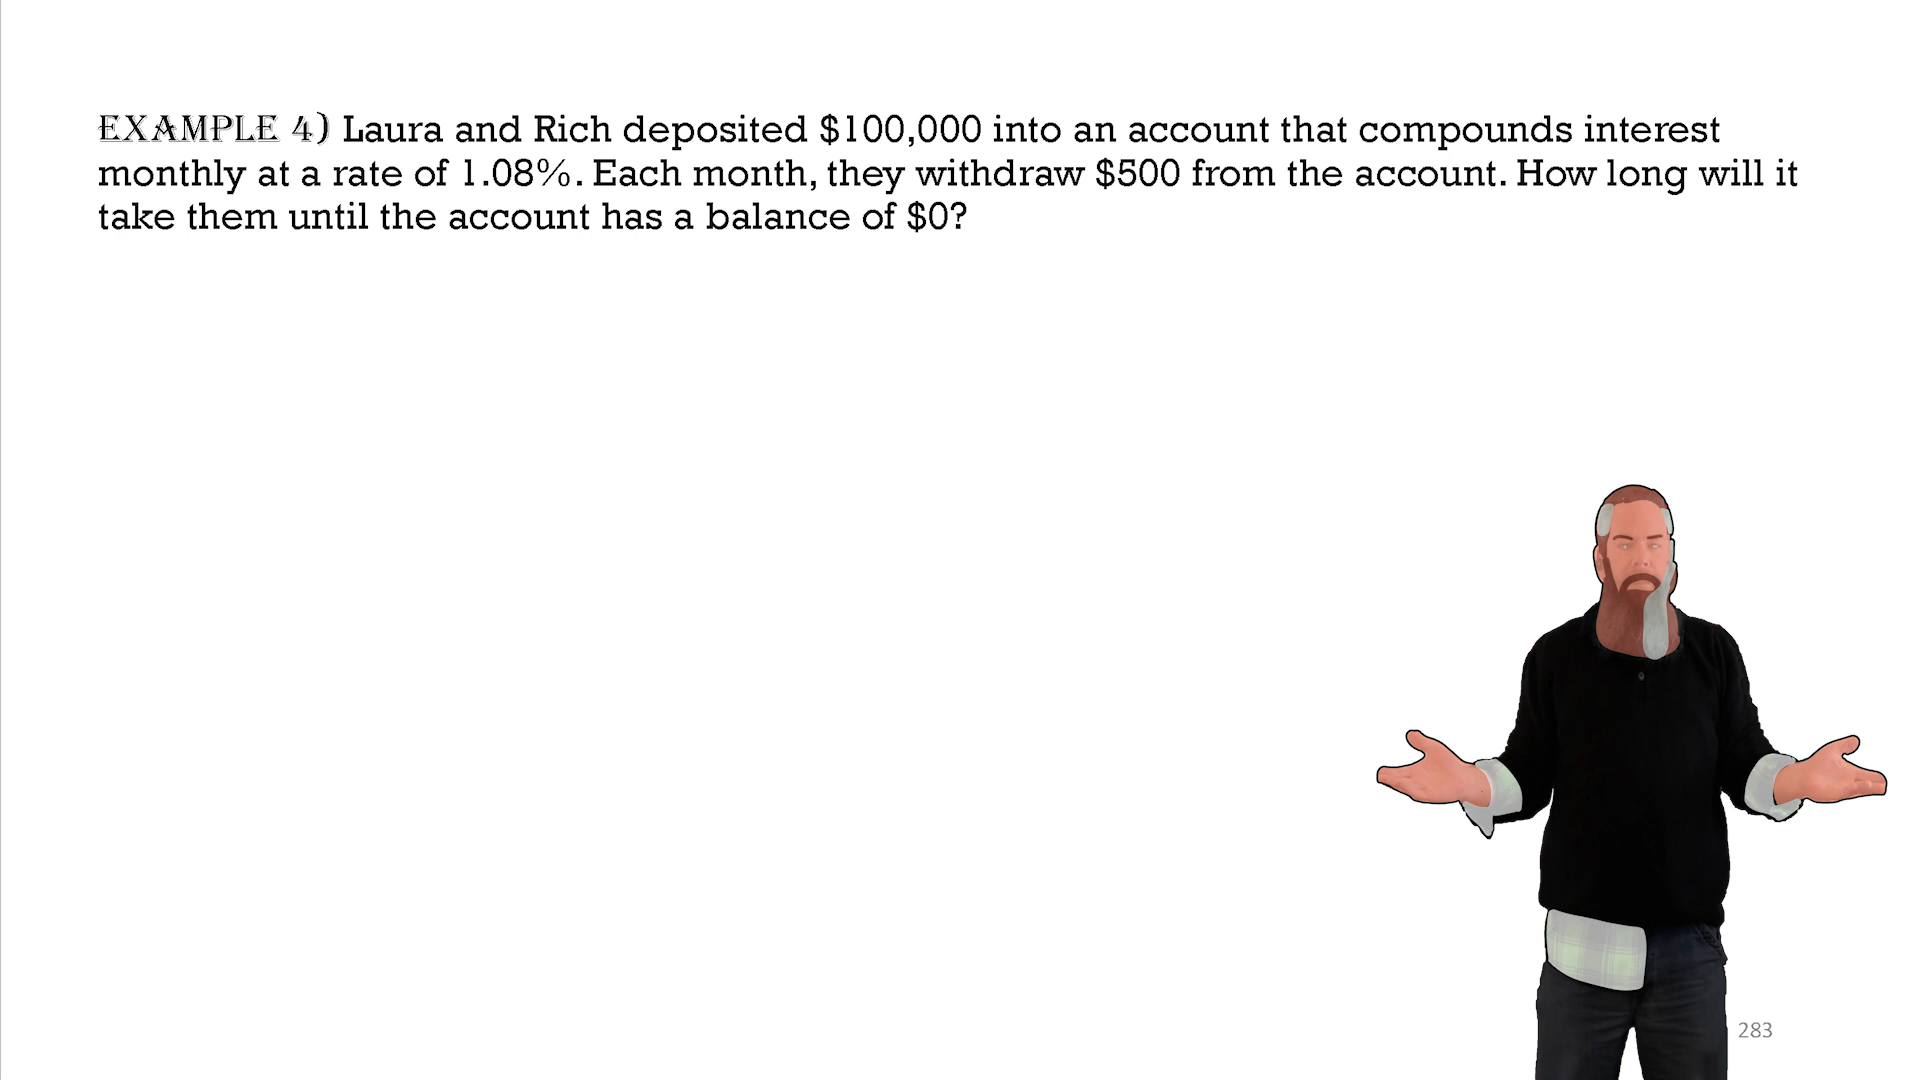 EXAMPLE 4) Laura and Rich deposited $100,000 into an account that compounds interest
monthly at a rate of 1.08%. Each month, they withdraw $500 from the account. How long will it
take them until the account has a balance of $0?
283